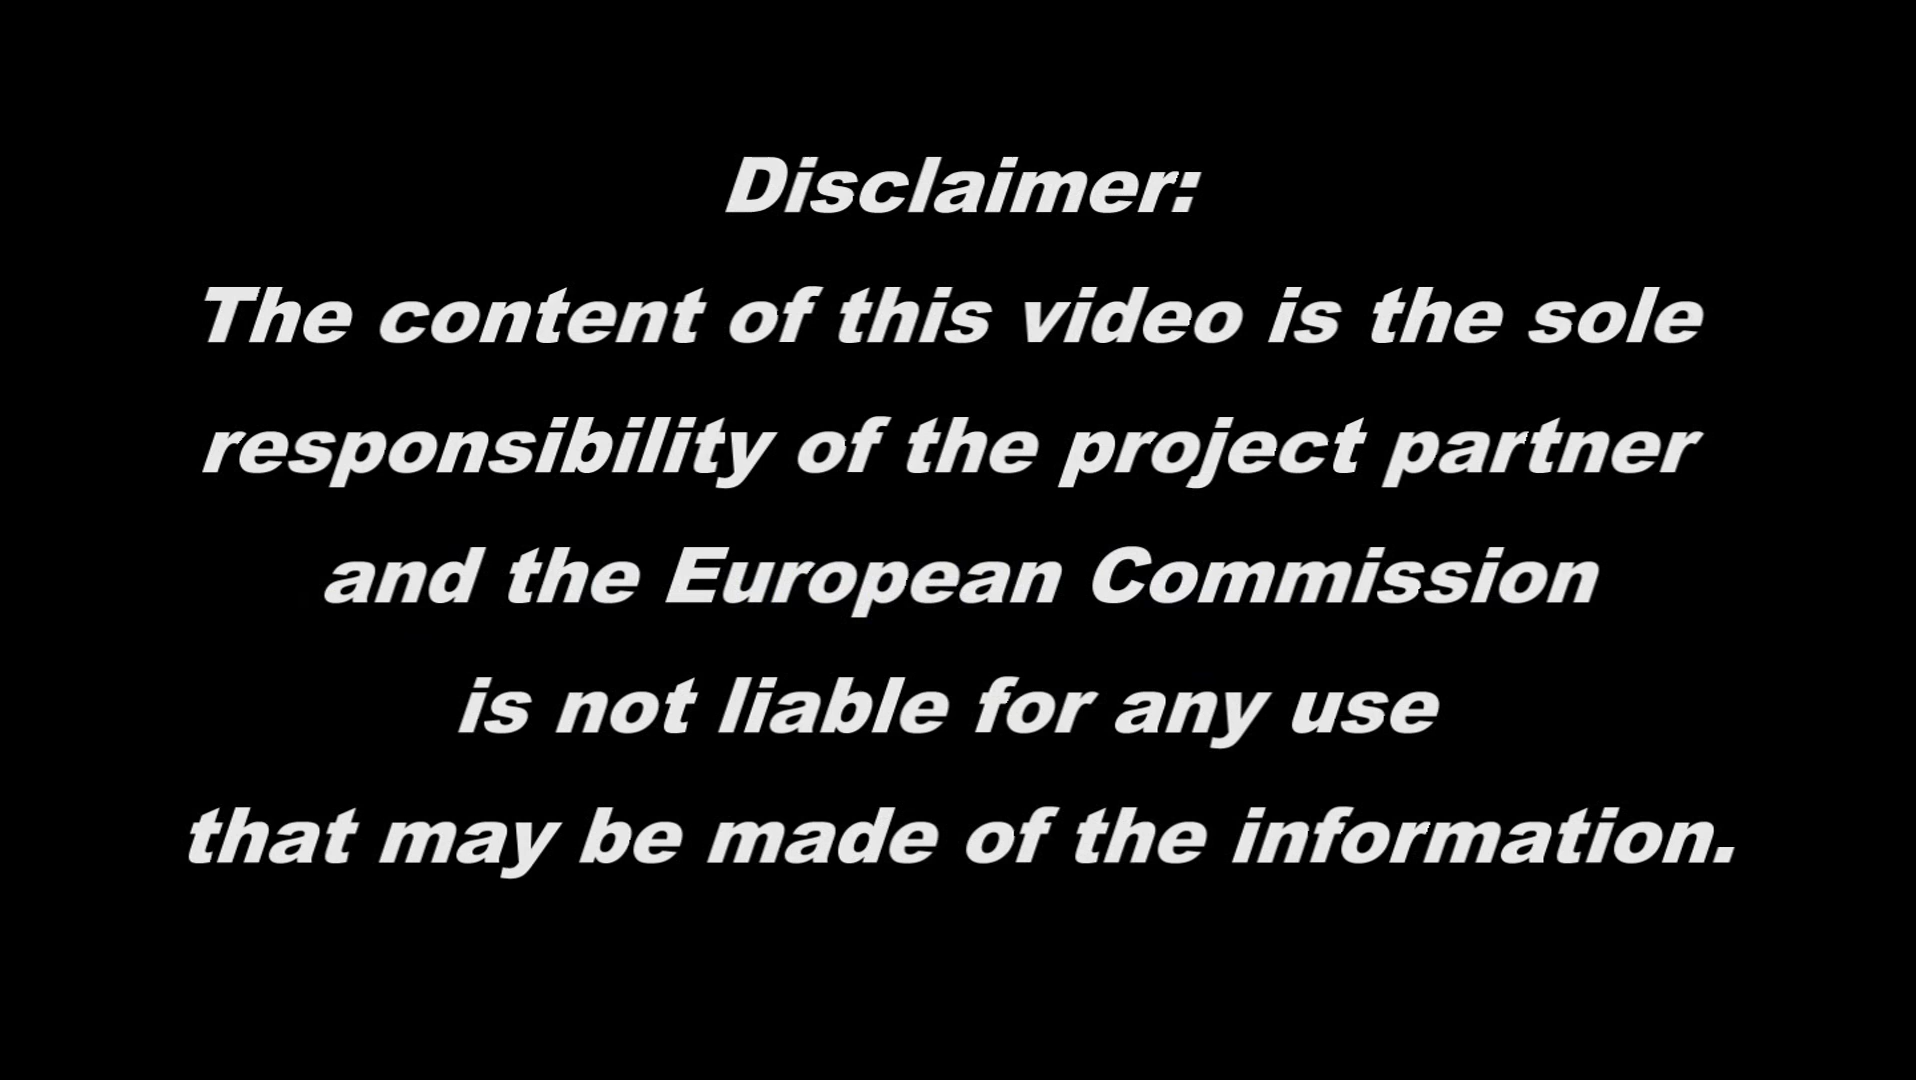 Disclaimer:
The content of this video is the sole
responsibility of the project partner
and the European Commission
is not liable for any use
that may be made of the information.